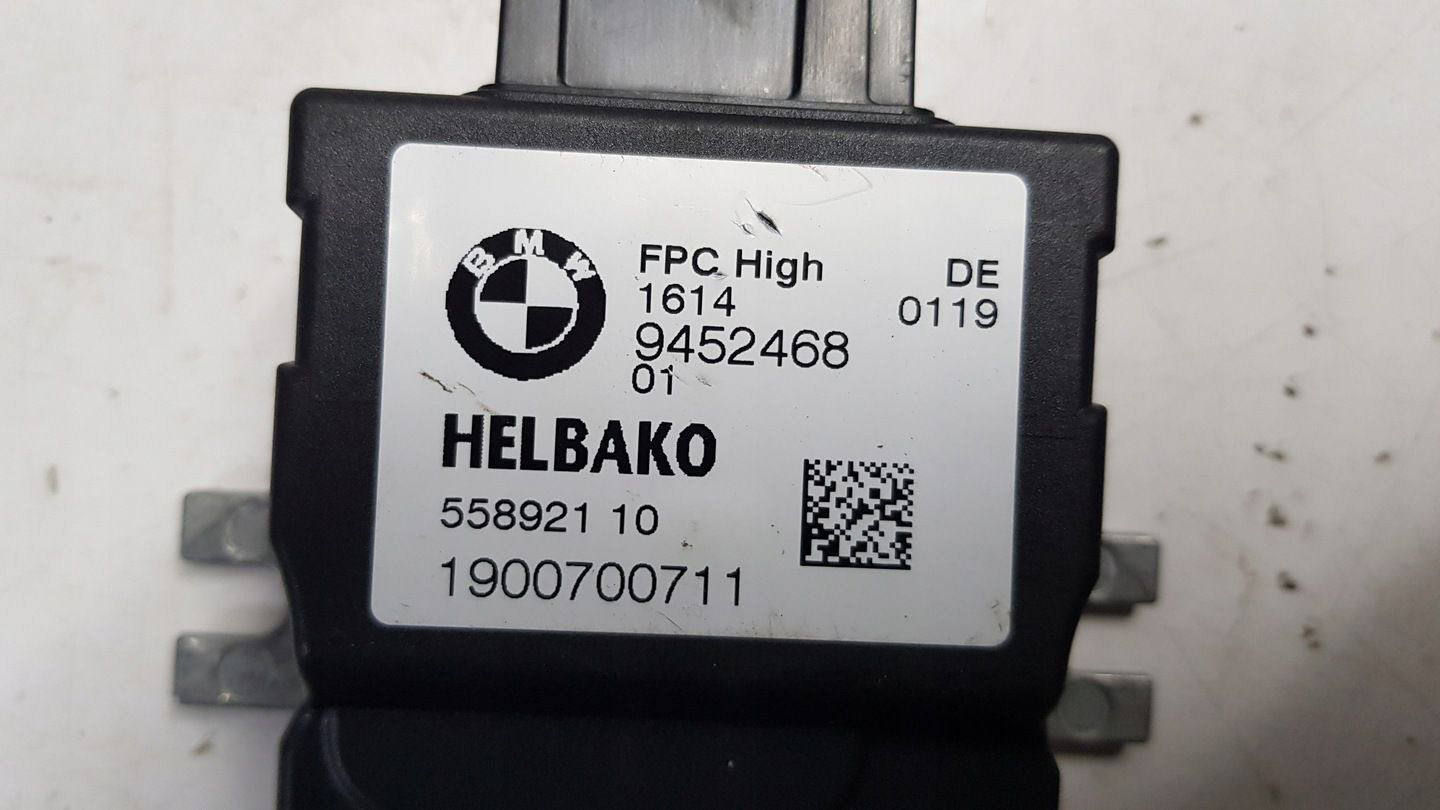 BMW
FPC High
DE
1614
0119
9452468
01
HELBAKO
558921 10
1900700711